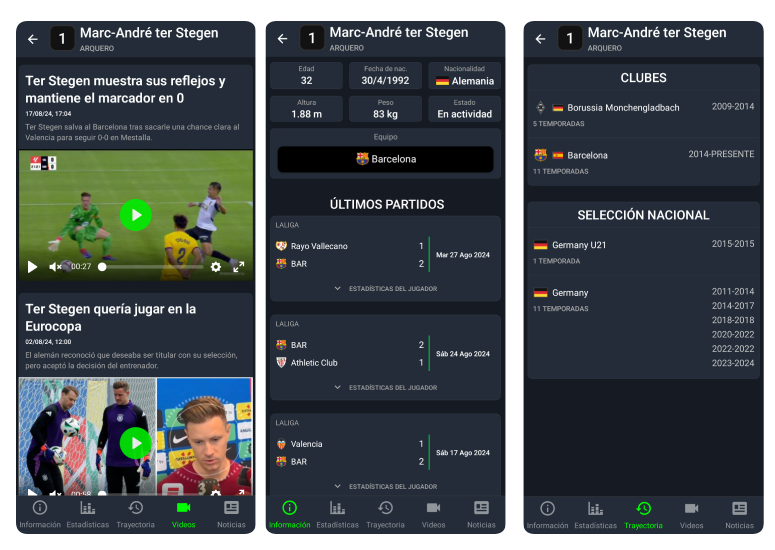 1
Marc-André ter Stegen
ARQUERO
Ter Stegen muestra sus reflejos y
mantiene el marcador en 0
17/08/24, 17:04
Ter Stegen salva al Barcelona tras sacarle una chance clara al
Valencia para seguir 0-0 en Mestalla.
00:27
Ter Stegen quería jugar en la
Eurocopa
02/08/24, 12:00
El alemán reconoció que deseaba ser titular con su selección,
pero aceptó la decisión del entrenador.
00:58
Información
Estadísticas
Trayectoria
Videos
Noticias
1
Marc-André ter Stegen
ARQUERO
Edad
32
Fecha de nac.
30/4/1992
Nacionalidad
Alemania
Altura
1.88 m
Peso
83 kg
Estado
En actividad
Equipo
Barcelona
ÚLTIMOS PARTIDOS
LALIGA
Rayo Vallecano 1
BAR 2
Mar 27 Ago 2024
ESTADÍSTICAS DEL JUGADOR
LALIGA
BAR 2
Athletic Club 1
Sáb 24 Ago 2024
ESTADÍSTICAS DEL JUGADOR
LALIGA
Valencia 1
BAR 2
Sáb 17 Ago 2024
ESTADÍSTICAS DEL JUGADOR
Información
Estadísticas
Trayectoria
Videos
Noticias
1
Marc-André ter Stegen
ARQUERO
CLUBES
Borussia Monchengladbach 2009-2014
5 TEMPORADAS
Barcelona 2014-PRESENTE
11 TEMPORADAS
SELECCIÓN NACIONAL
Germany U21 2015-2015
1 TEMPORADA
Germany 2011-2014
11 TEMPORADAS 2014-2017
2018-2018
2020-2022
2022-2022
2023-2024
Información
Estadísticas
Trayectoria
Videos
Noticias